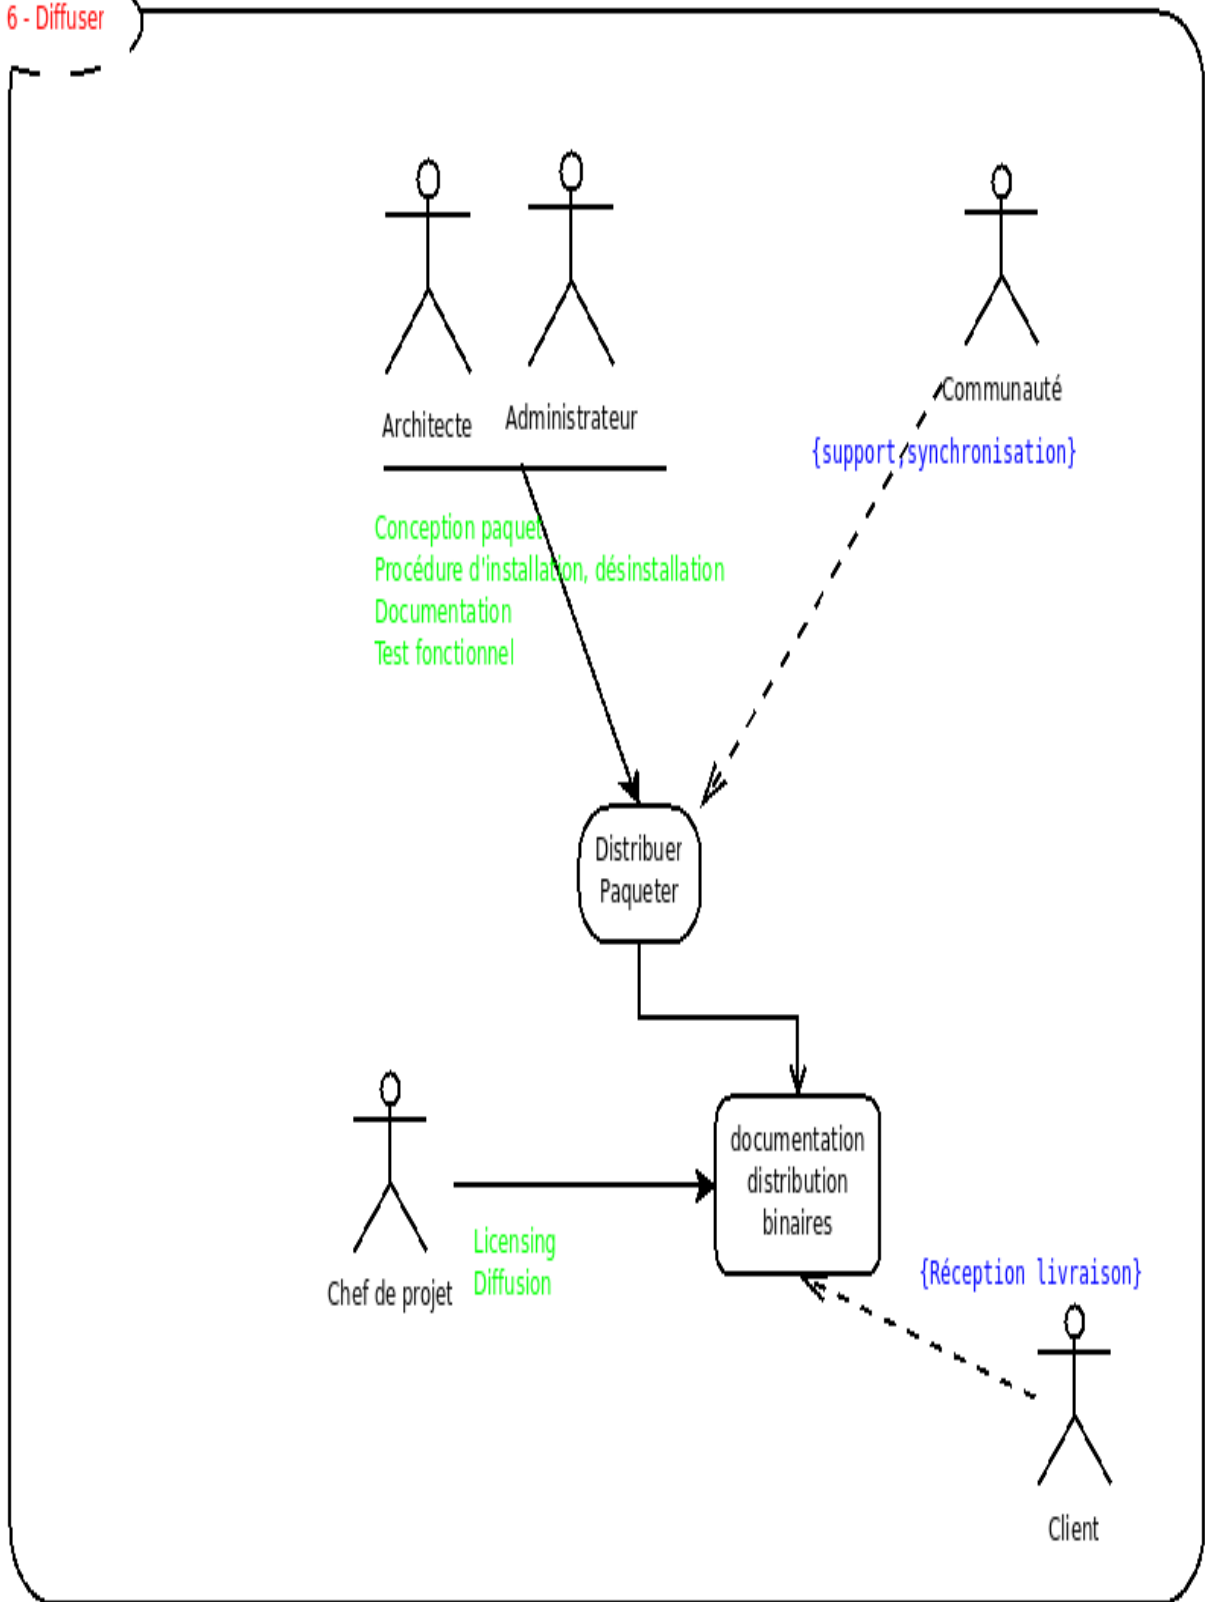 6 - Diffuser
Architecte
Administrateur
Communauté
{support,synchronisation}
Conception paquet
Procédure d'installation, désinstallation
Documentation
Test fonctionnel
Distribuer
Paqueter
documentation
distribution
binaires
Licensing
Diffusion
Chef de projet
{Réception livraison}
Client